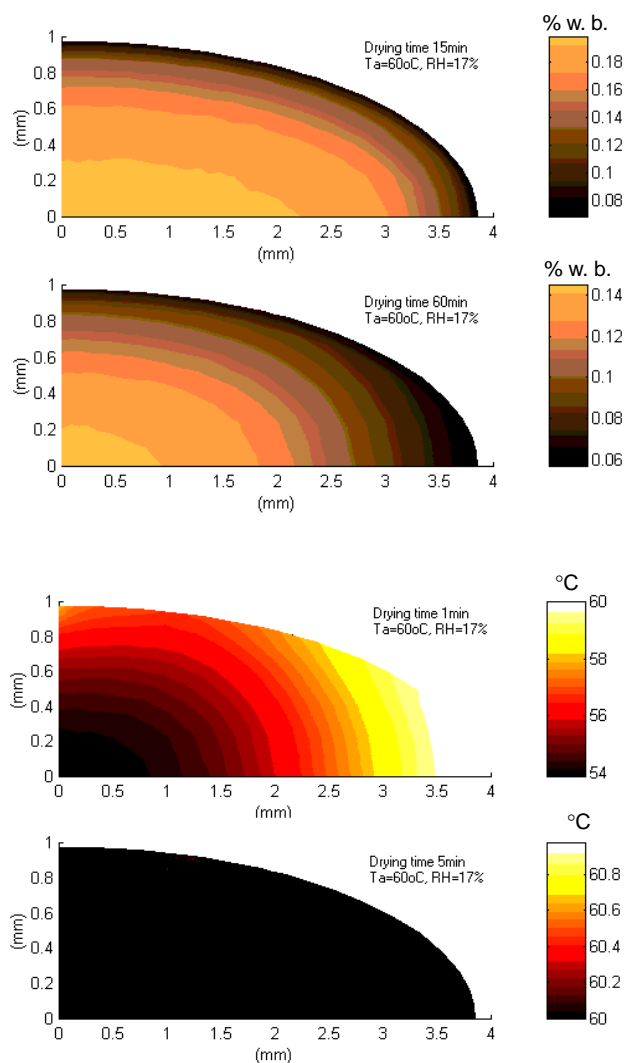 % w. b.
1
0.8
0.6
0.4
0.2
0
(mm)
Drying time 15min
Ta=60oC, RH=17%
0.18
0.16
0.14
0.12
0.1
0.08
0 0.5 1 1.5 2 2.5 3 3.5 4
(mm)
% w. b.
1
0.8
0.6
0.4
0.2
0
(mm)
Drying time 60min
Ta=60oC, RH=17%
0.14
0.12
0.1
0.08
0.06
0 0.5 1 1.5 2 2.5 3 3.5 4
(mm)
°C
1
0.8
0.6
0.4
0.2
0
(mm)
Drying time 1min
Ta=60oC, RH=17%
60
58
56
54
0 0.5 1 1.5 2 2.5 3 3.5 4
(mm)
°C
1
0.8
0.6
0.4
0.2
0
(mm)
Drying time 5min
Ta=60oC, RH=17%
60.8
60.6
60.4
60.2
60
0 0.5 1 1.5 2 2.5 3 3.5 4
(mm)